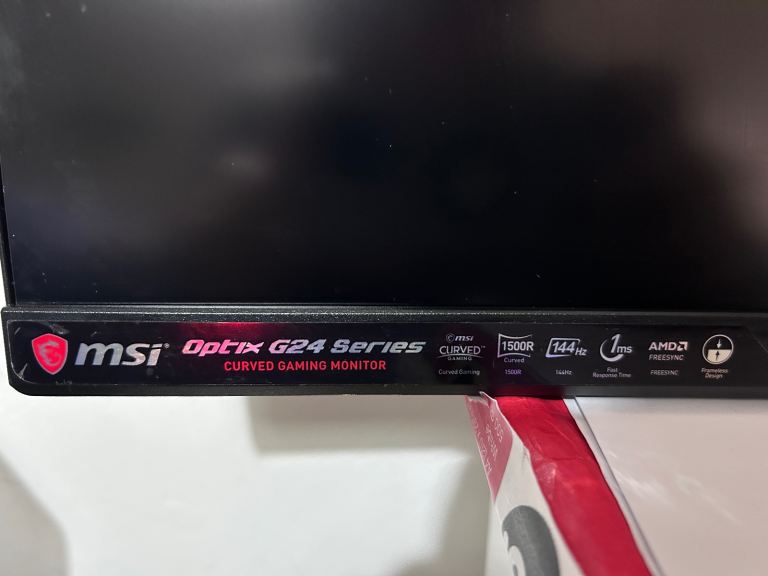 msi Optix G24 Series
CURVED GAMING MONITOR
msi
CURVED™
GAMING
Curved Gaming
1500R
Curved
1500R
144Hz
144Hz
1ms
Fast
Response Time
AMD
FREESYNC
FREESYNC
Frameless
Design